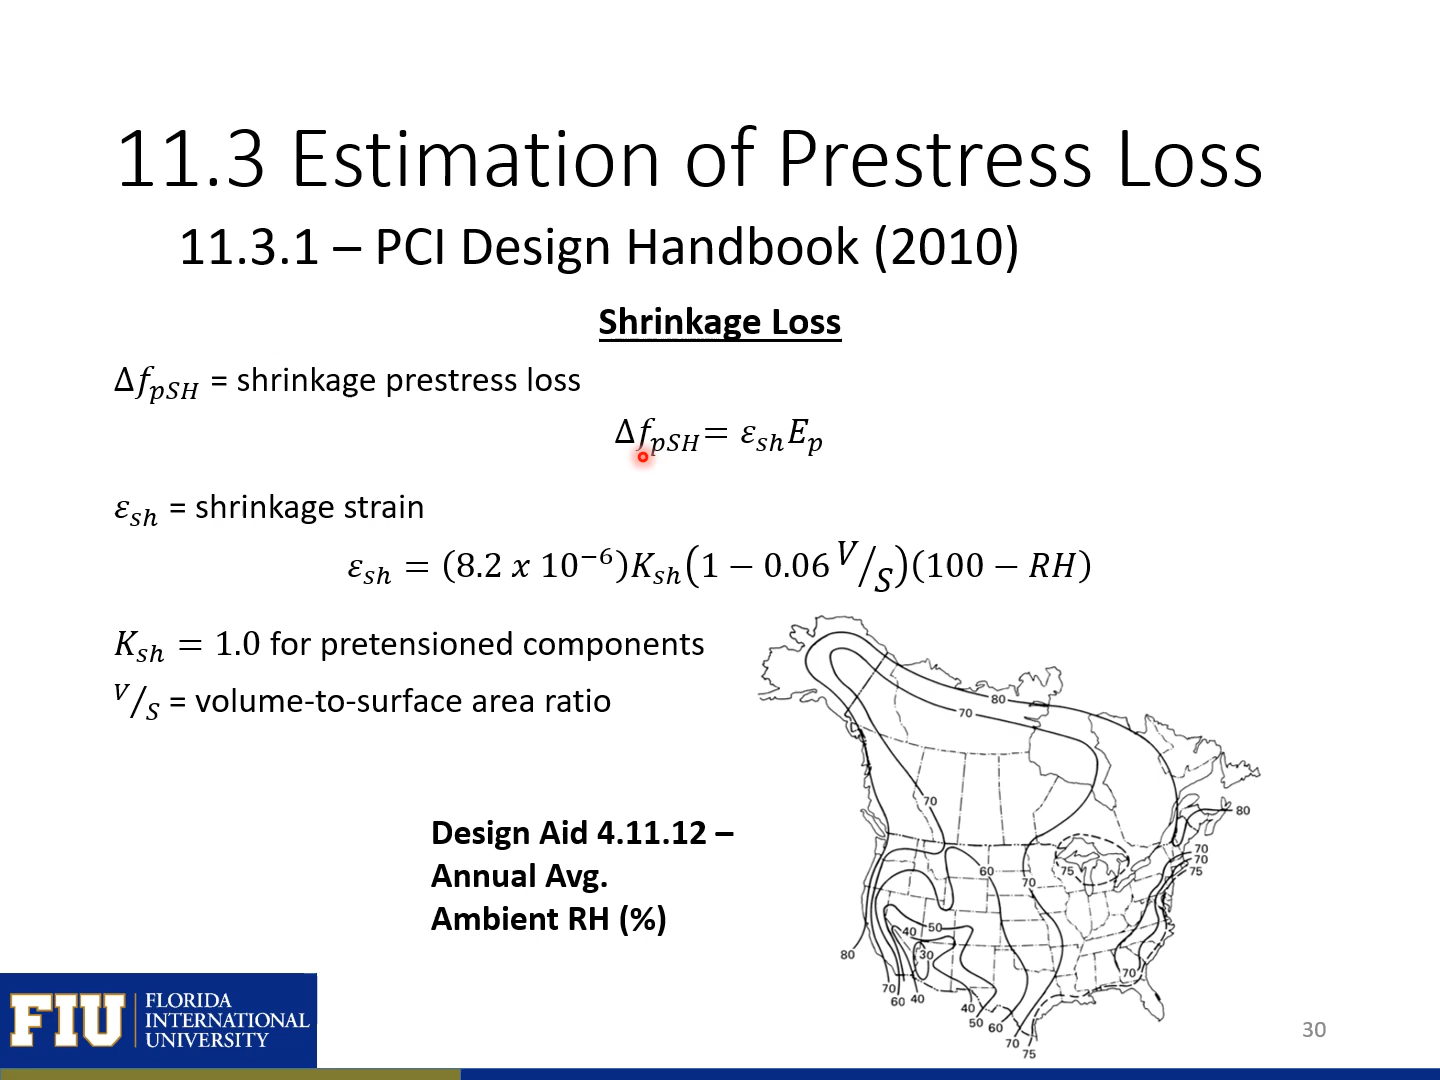 11.3 Estimation of Prestress Loss
11.3.1 – PCI Design Handbook (2010)
Shrinkage Loss
Δf_pSH = shrinkage prestress loss
Δf_pSH = ε_sh E_p
ε_sh = shrinkage strain
ε_sh = (8.2 x 10⁻⁶)K_sh(1 − 0.06 V/S)(100 − RH)
K_sh = 1.0 for pretensioned components
V/S = volume-to-surface area ratio
80
70
70
80
70
70
75
60
70
75
40
50
30
80
70
70
60
40
40
50
60
70
75
Design Aid 4.11.12 –
Annual Avg.
Ambient RH (%)
FIU
FLORIDA
INTERNATIONAL
UNIVERSITY
30